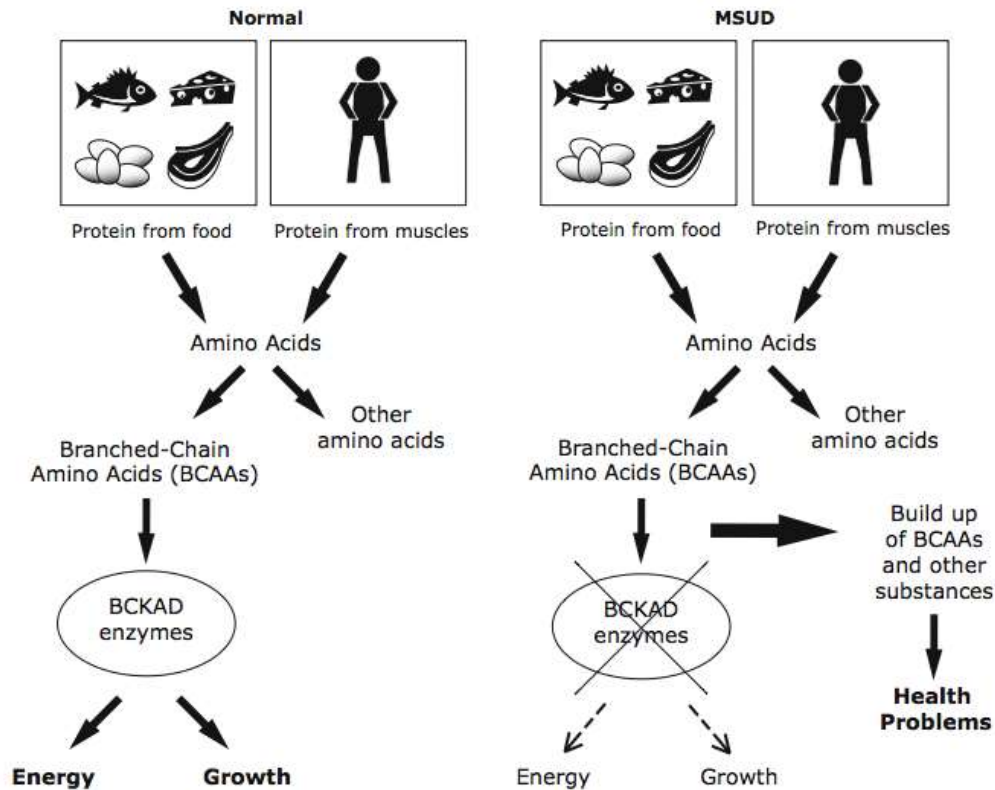 Normal
Protein from food
Protein from muscles
Amino Acids
Other
amino acids
Branched-Chain
Amino Acids (BCAAs)
BCKAD
enzymes
Energy
Growth
MSUD
Protein from food
Protein from muscles
Amino Acids
Other
amino acids
Branched-Chain
Amino Acids (BCAAs)
Build up
of BCAAs
and other
substances
BCKAD
enzymes
Health
Problems
Energy
Growth